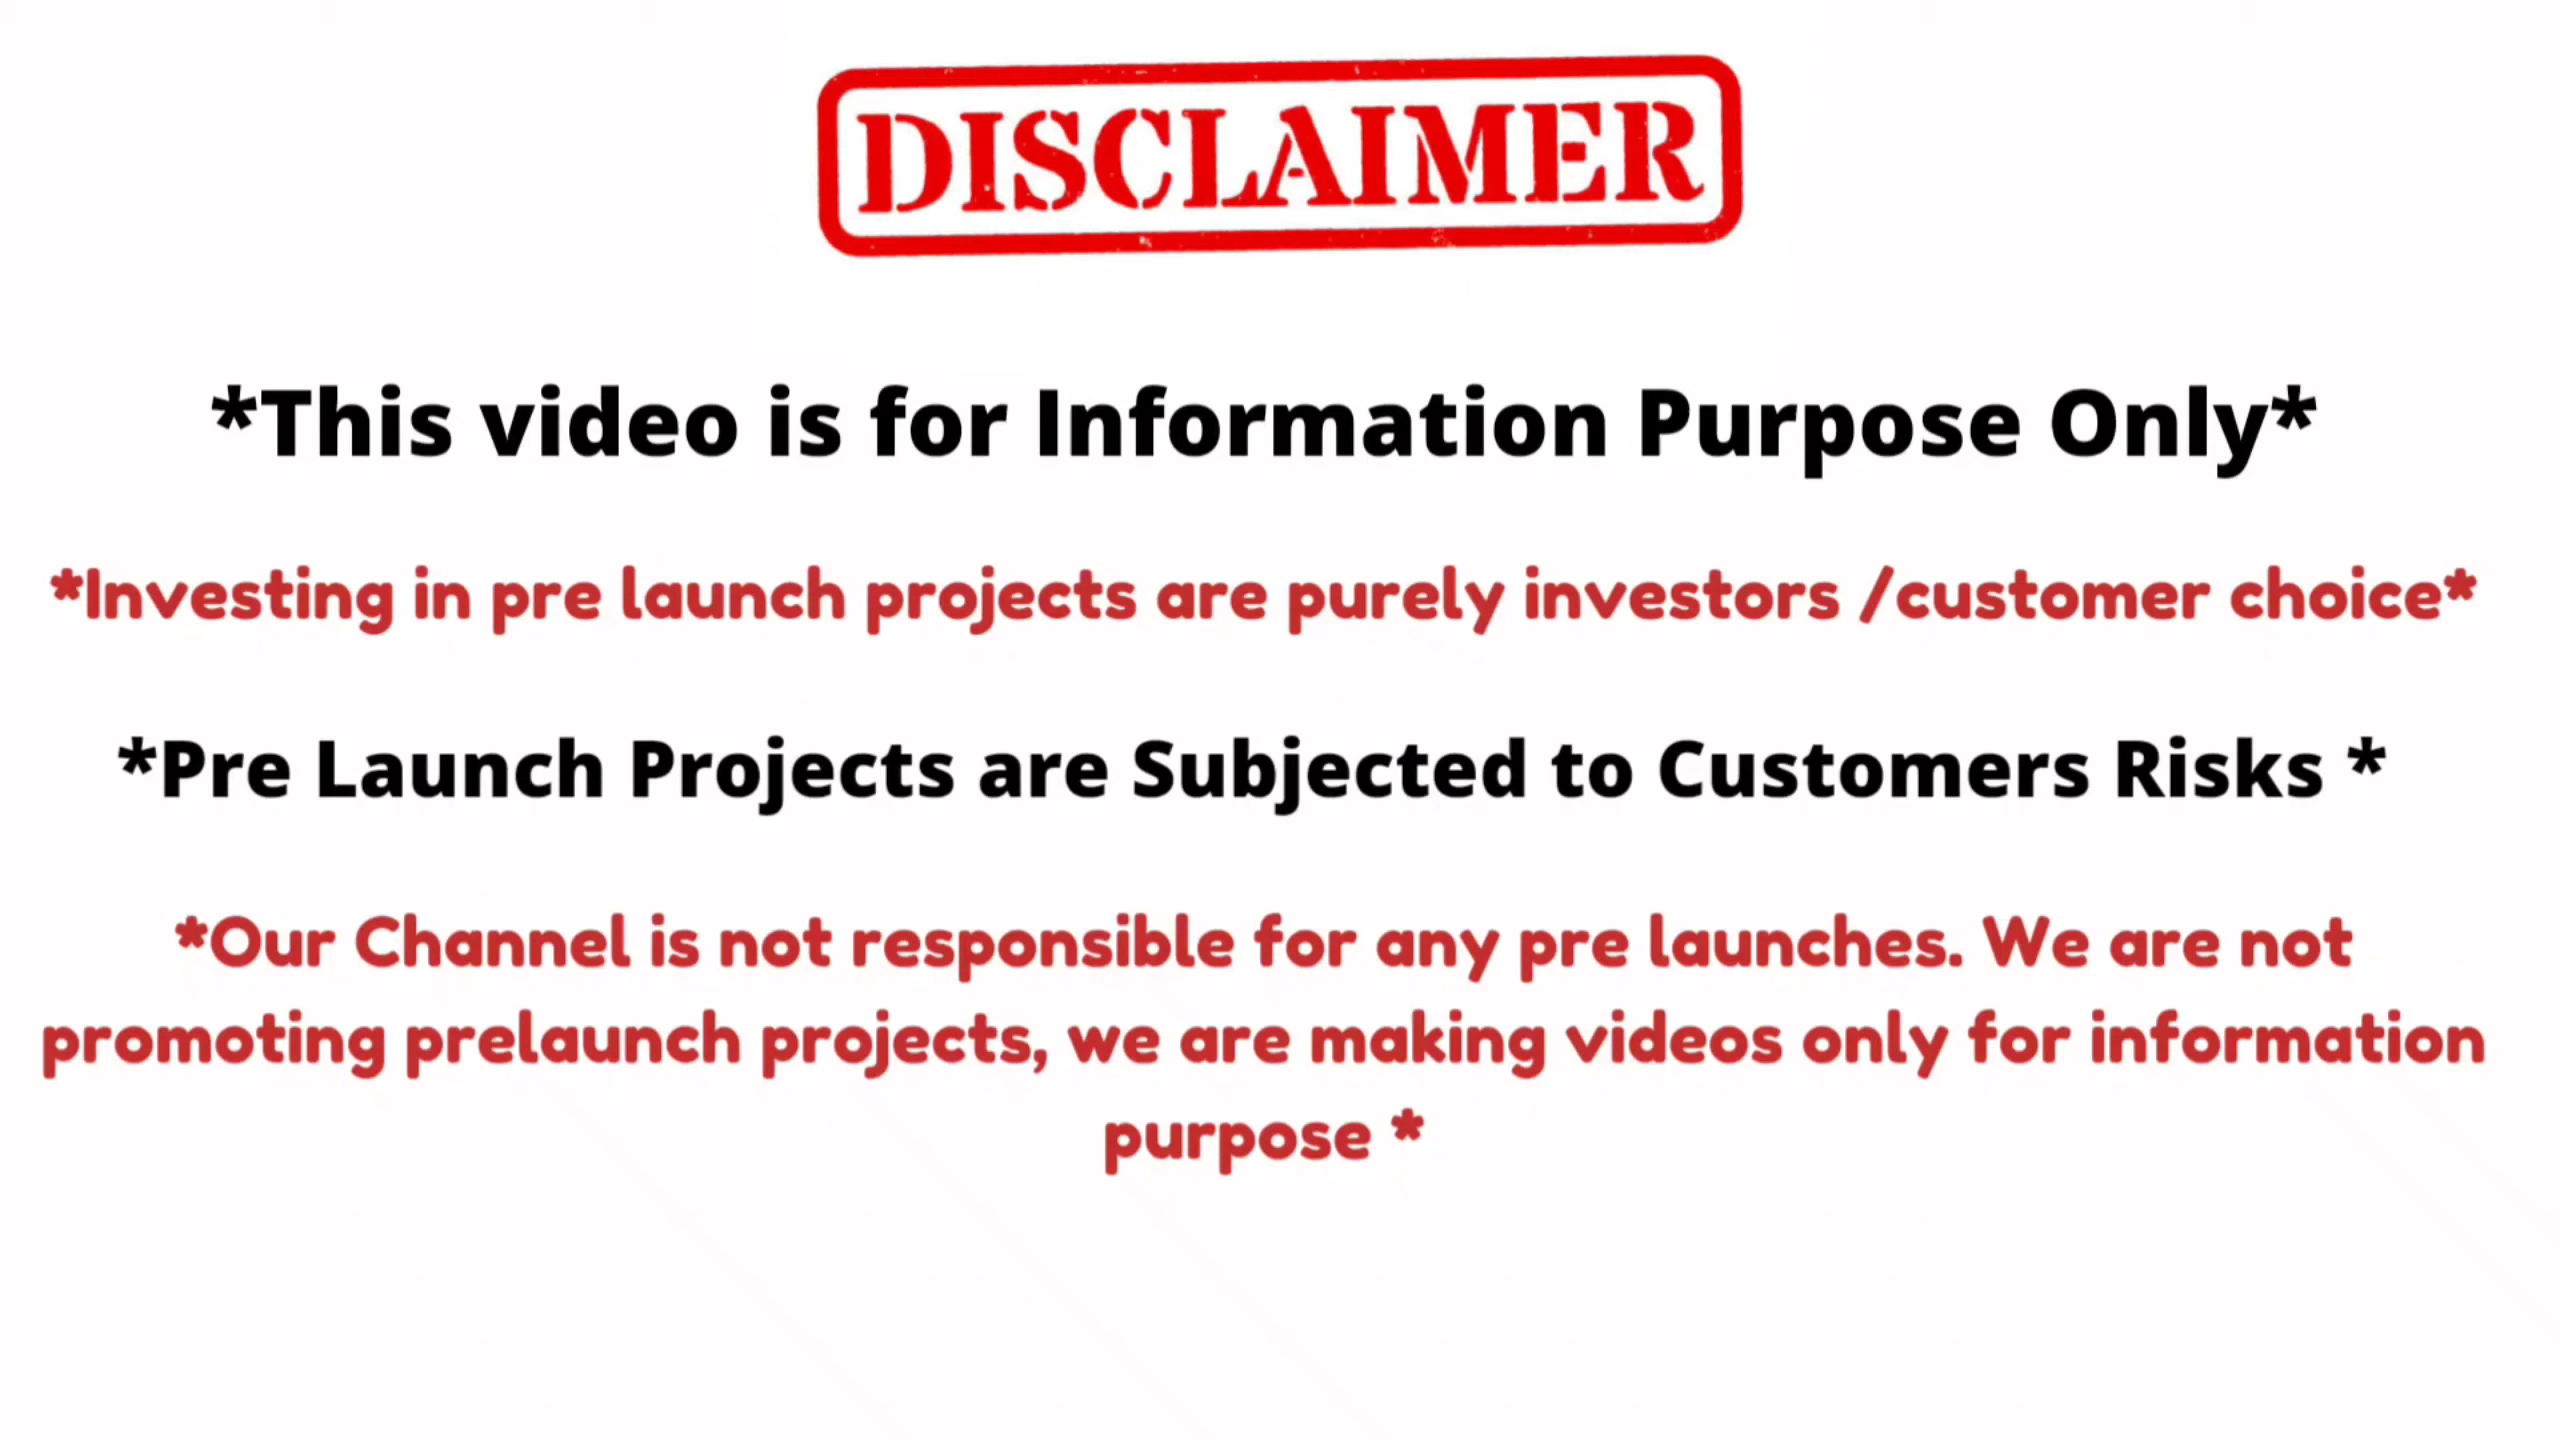 DISCLAIMER
*This video is for Information Purpose Only*
*Investing in pre launch projects are purely investors /customer choice*
*Pre Launch Projects are Subjected to Customers Risks *
*Our Channel is not responsible for any pre launches. We are not
promoting prelaunch projects, we are making videos only for information
purpose *